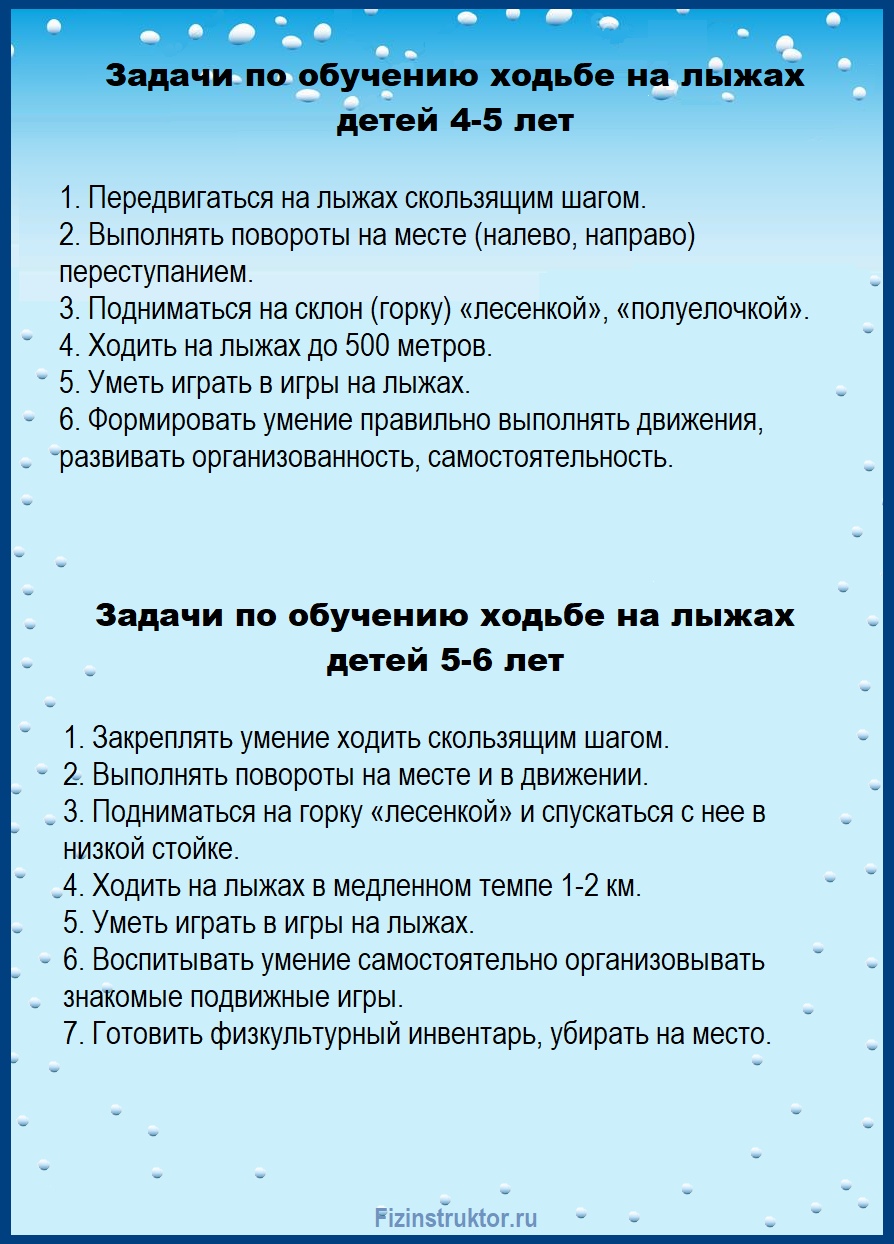 Задачи по обучению ходьбе на лыжах
детей 4-5 лет
1. Передвигаться на лыжах скользящим шагом.
2. Выполнять повороты на месте (налево, направо)
переступанием.
3. Подниматься на склон (горку) «лесенкой», «полуелочкой».
4. Ходить на лыжах до 500 метров.
5. Уметь играть в игры на лыжах.
6. Формировать умение правильно выполнять движения,
развивать организованность, самостоятельность.
Задачи по обучению ходьбе на лыжах
детей 5-6 лет
1. Закреплять умение ходить скользящим шагом.
2. Выполнять повороты на месте и в движении.
3. Подниматься на горку «лесенкой» и спускаться с нее в
низкой стойке.
4. Ходить на лыжах в медленном темпе 1-2 км.
5. Уметь играть в игры на лыжах.
6. Воспитывать умение самостоятельно организовывать
знакомые подвижные игры.
7. Готовить физкультурный инвентарь, убирать на место.
Fizinstruktor.ru